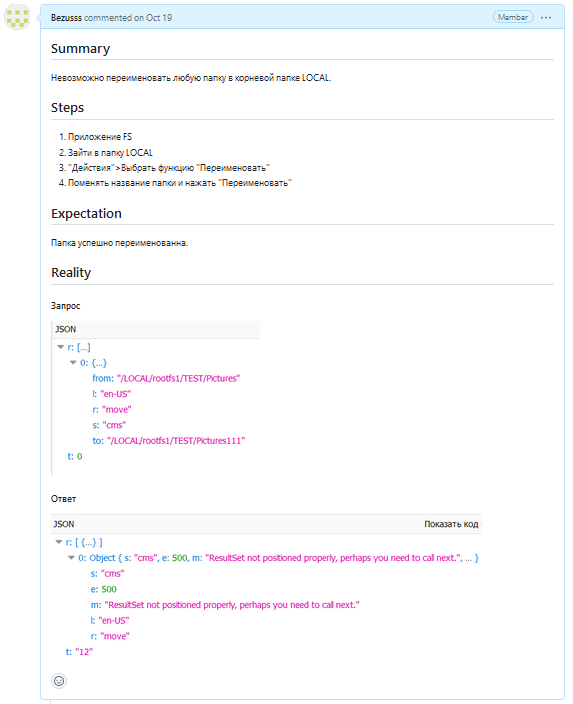 Bezusss commented on Oct 19
Member
Summary
Невозможно переименовать любую папку в корневой папке LOCAL.
Steps
1. Приложение FS
2. Зайти в папку LOCAL
3. "Действия">Выбрать функцию "Переименовать"
4. Поменять название папки и нажать "Переименовать"
Expectation
Папка успешно переименованна.
Reality
Запрос
JSON
r: […]
0: {…}
from: "/LOCAL/rootfs1/TEST/Pictures"
l: "en-US"
r: "move"
s: "cms"
to: "/LOCAL/rootfs1/TEST/Pictures111"
t: 0
Ответ
JSON Показать код
r: [ {…} ]
0: Object { s: "cms", e: 500, m: "ResultSet not positioned properly, perhaps you need to call next.", … }
s: "cms"
e: 500
m: "ResultSet not positioned properly, perhaps you need to call next."
l: "en-US"
r: "move"
t: "12"